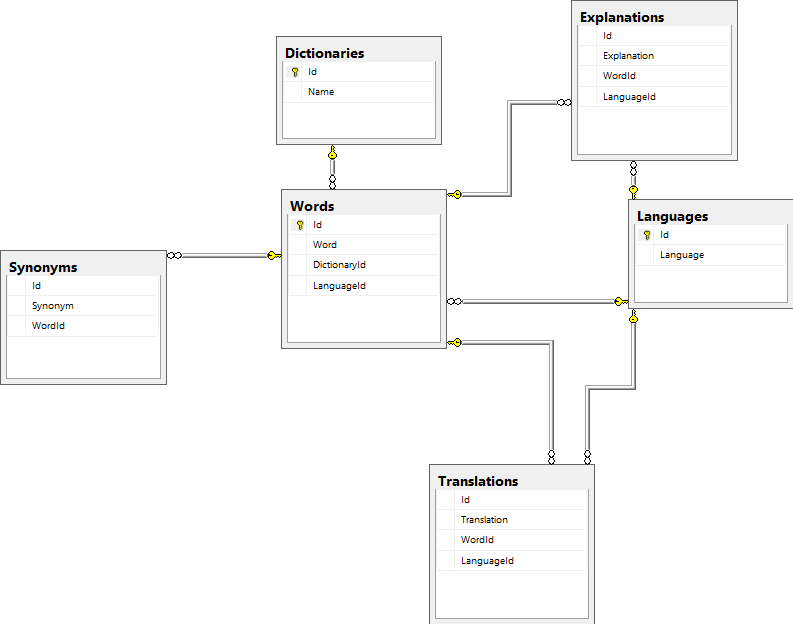 Explanations
Id
Explanation
WordId
LanguageId
Dictionaries
Id
Name
Words
Id
Word
DictionaryId
LanguageId
Languages
Id
Language
Synonyms
Id
Synonym
WordId
Translations
Id
Translation
WordId
LanguageId